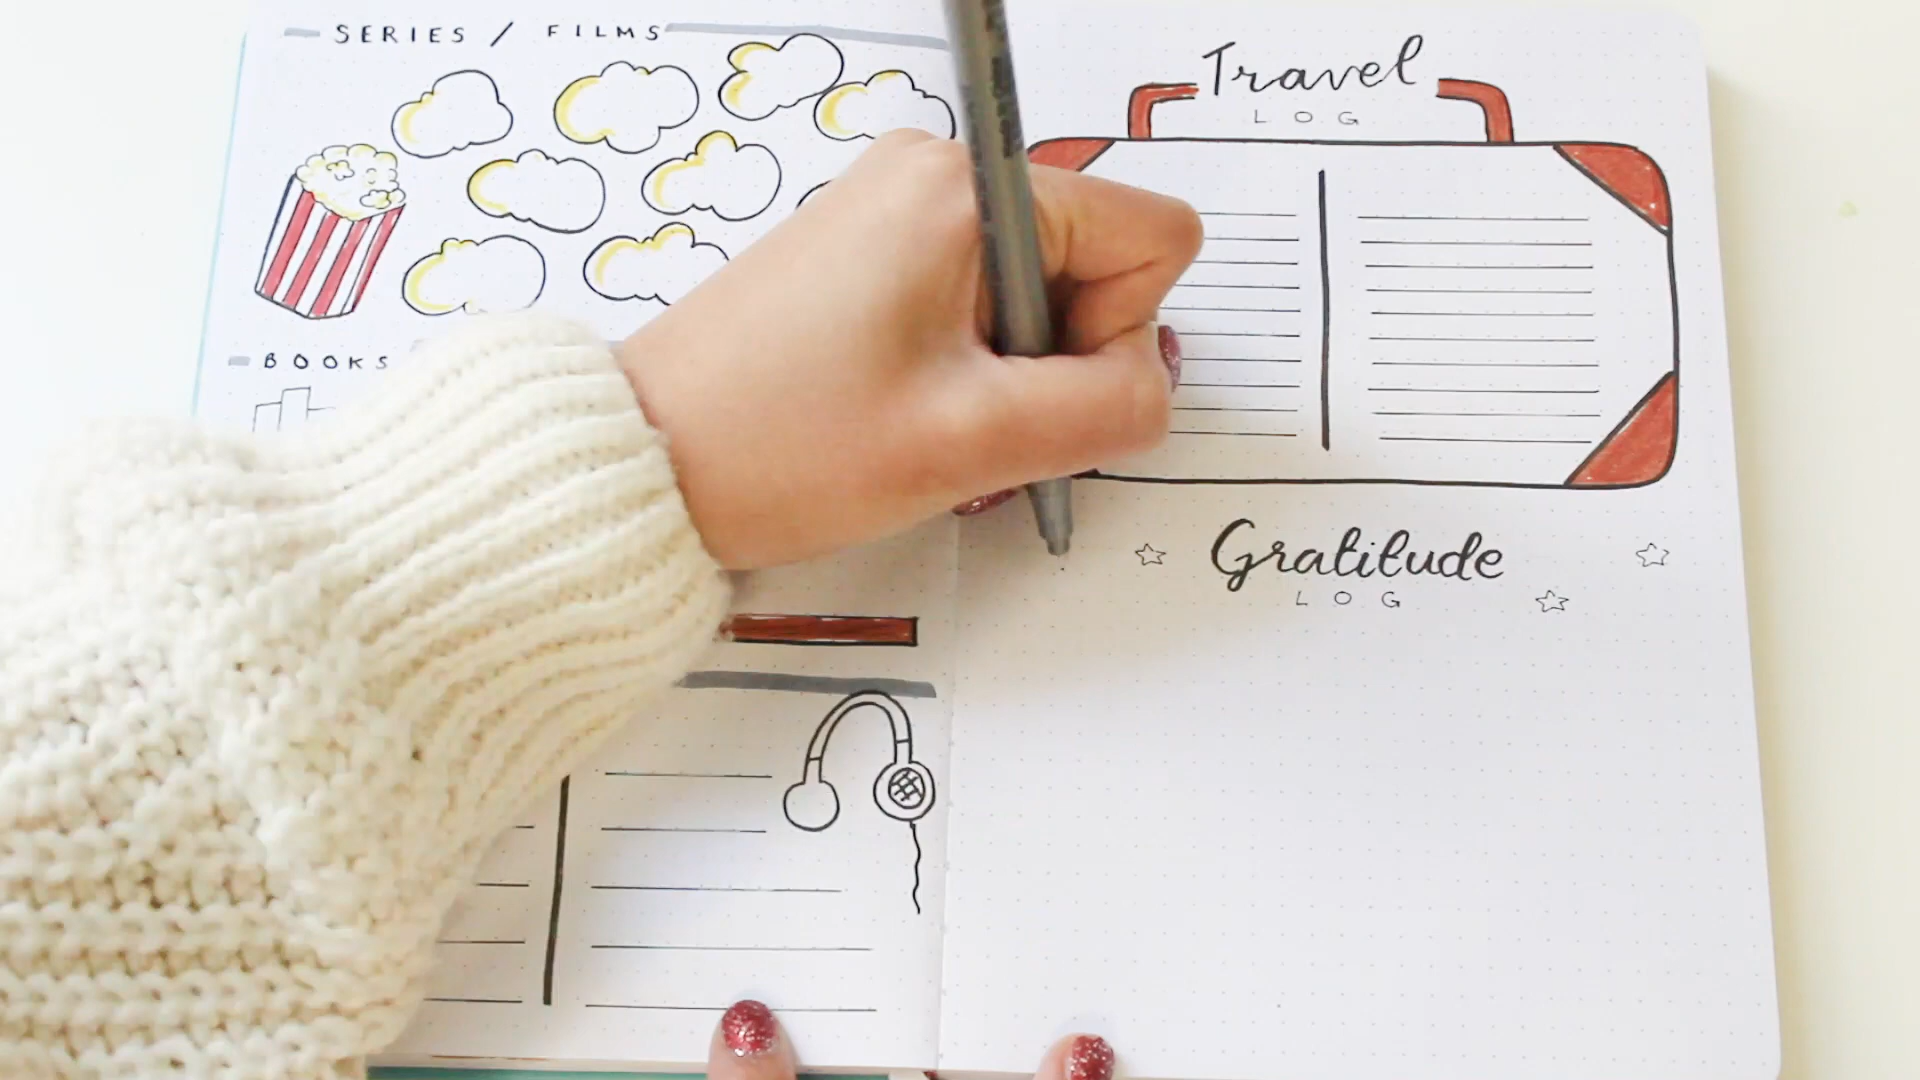 SERIES / FILMS
BOOKS
Travel
LOG
Gratitude
LOG